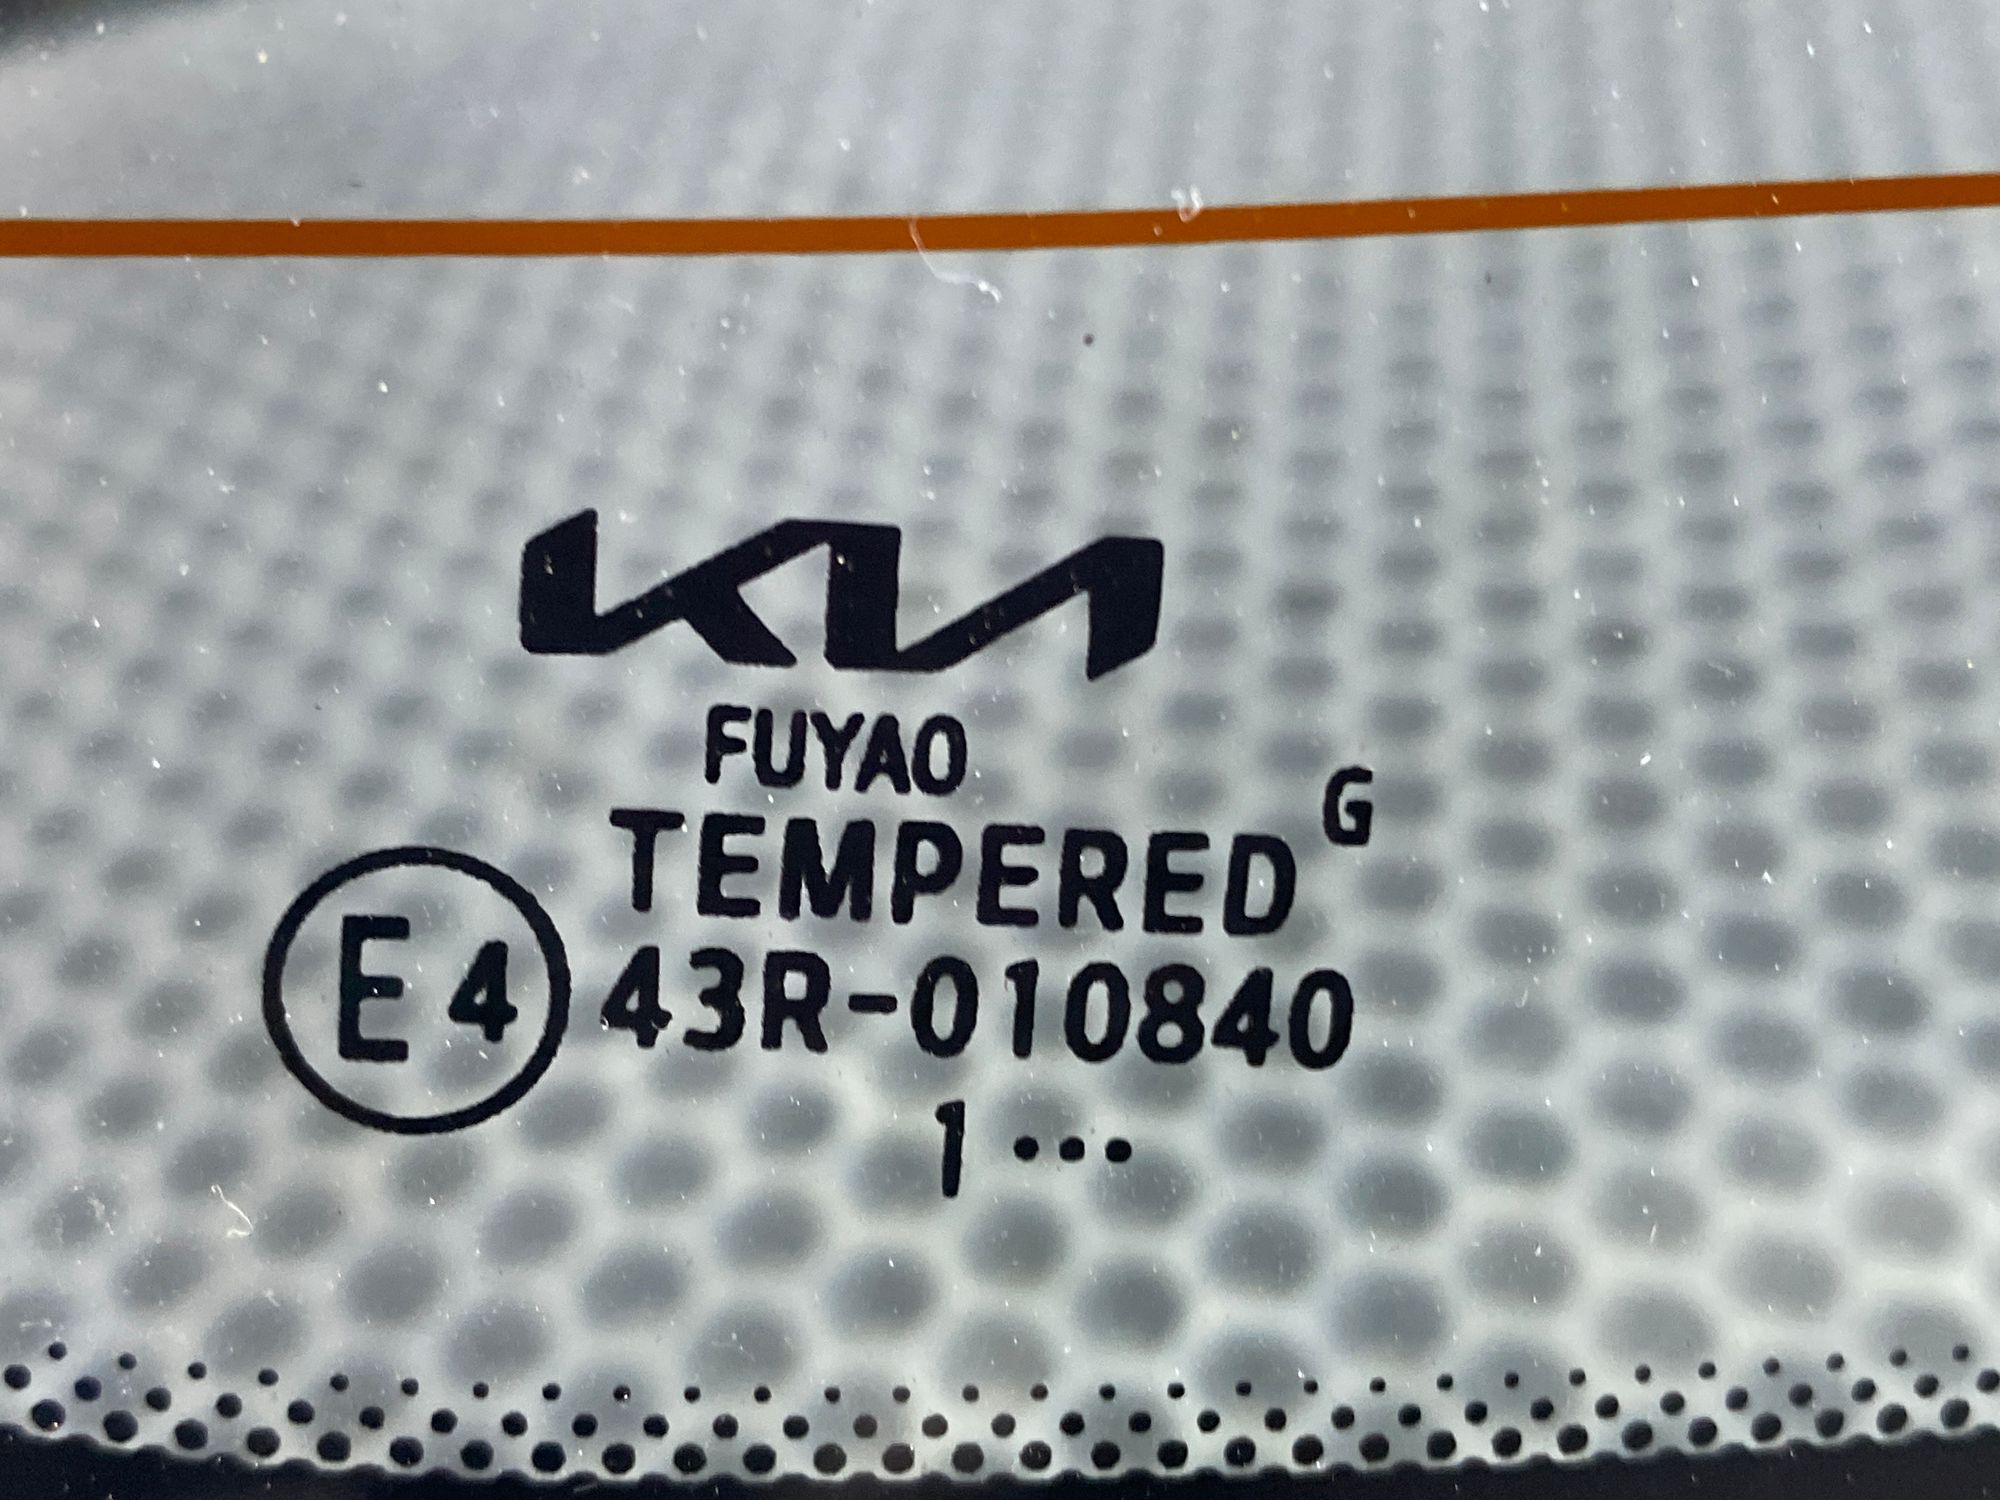 KIA
FUYAO
TEMPERED G
E4 43R-010840
1 •••